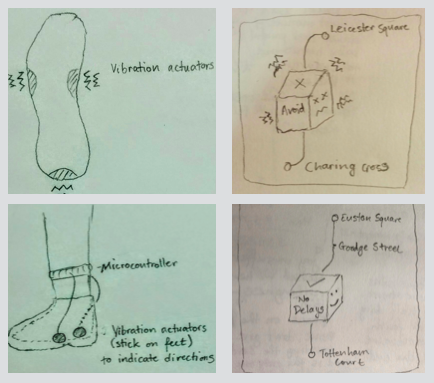 Vibration actuators
Leicester Square
X
Avoid
Charing Cross
Microcontroller
Vibration actuators
(stick on feet)
to indicate directions
Euston Square
Goodge Street
No
Delays
Tottenham
Court